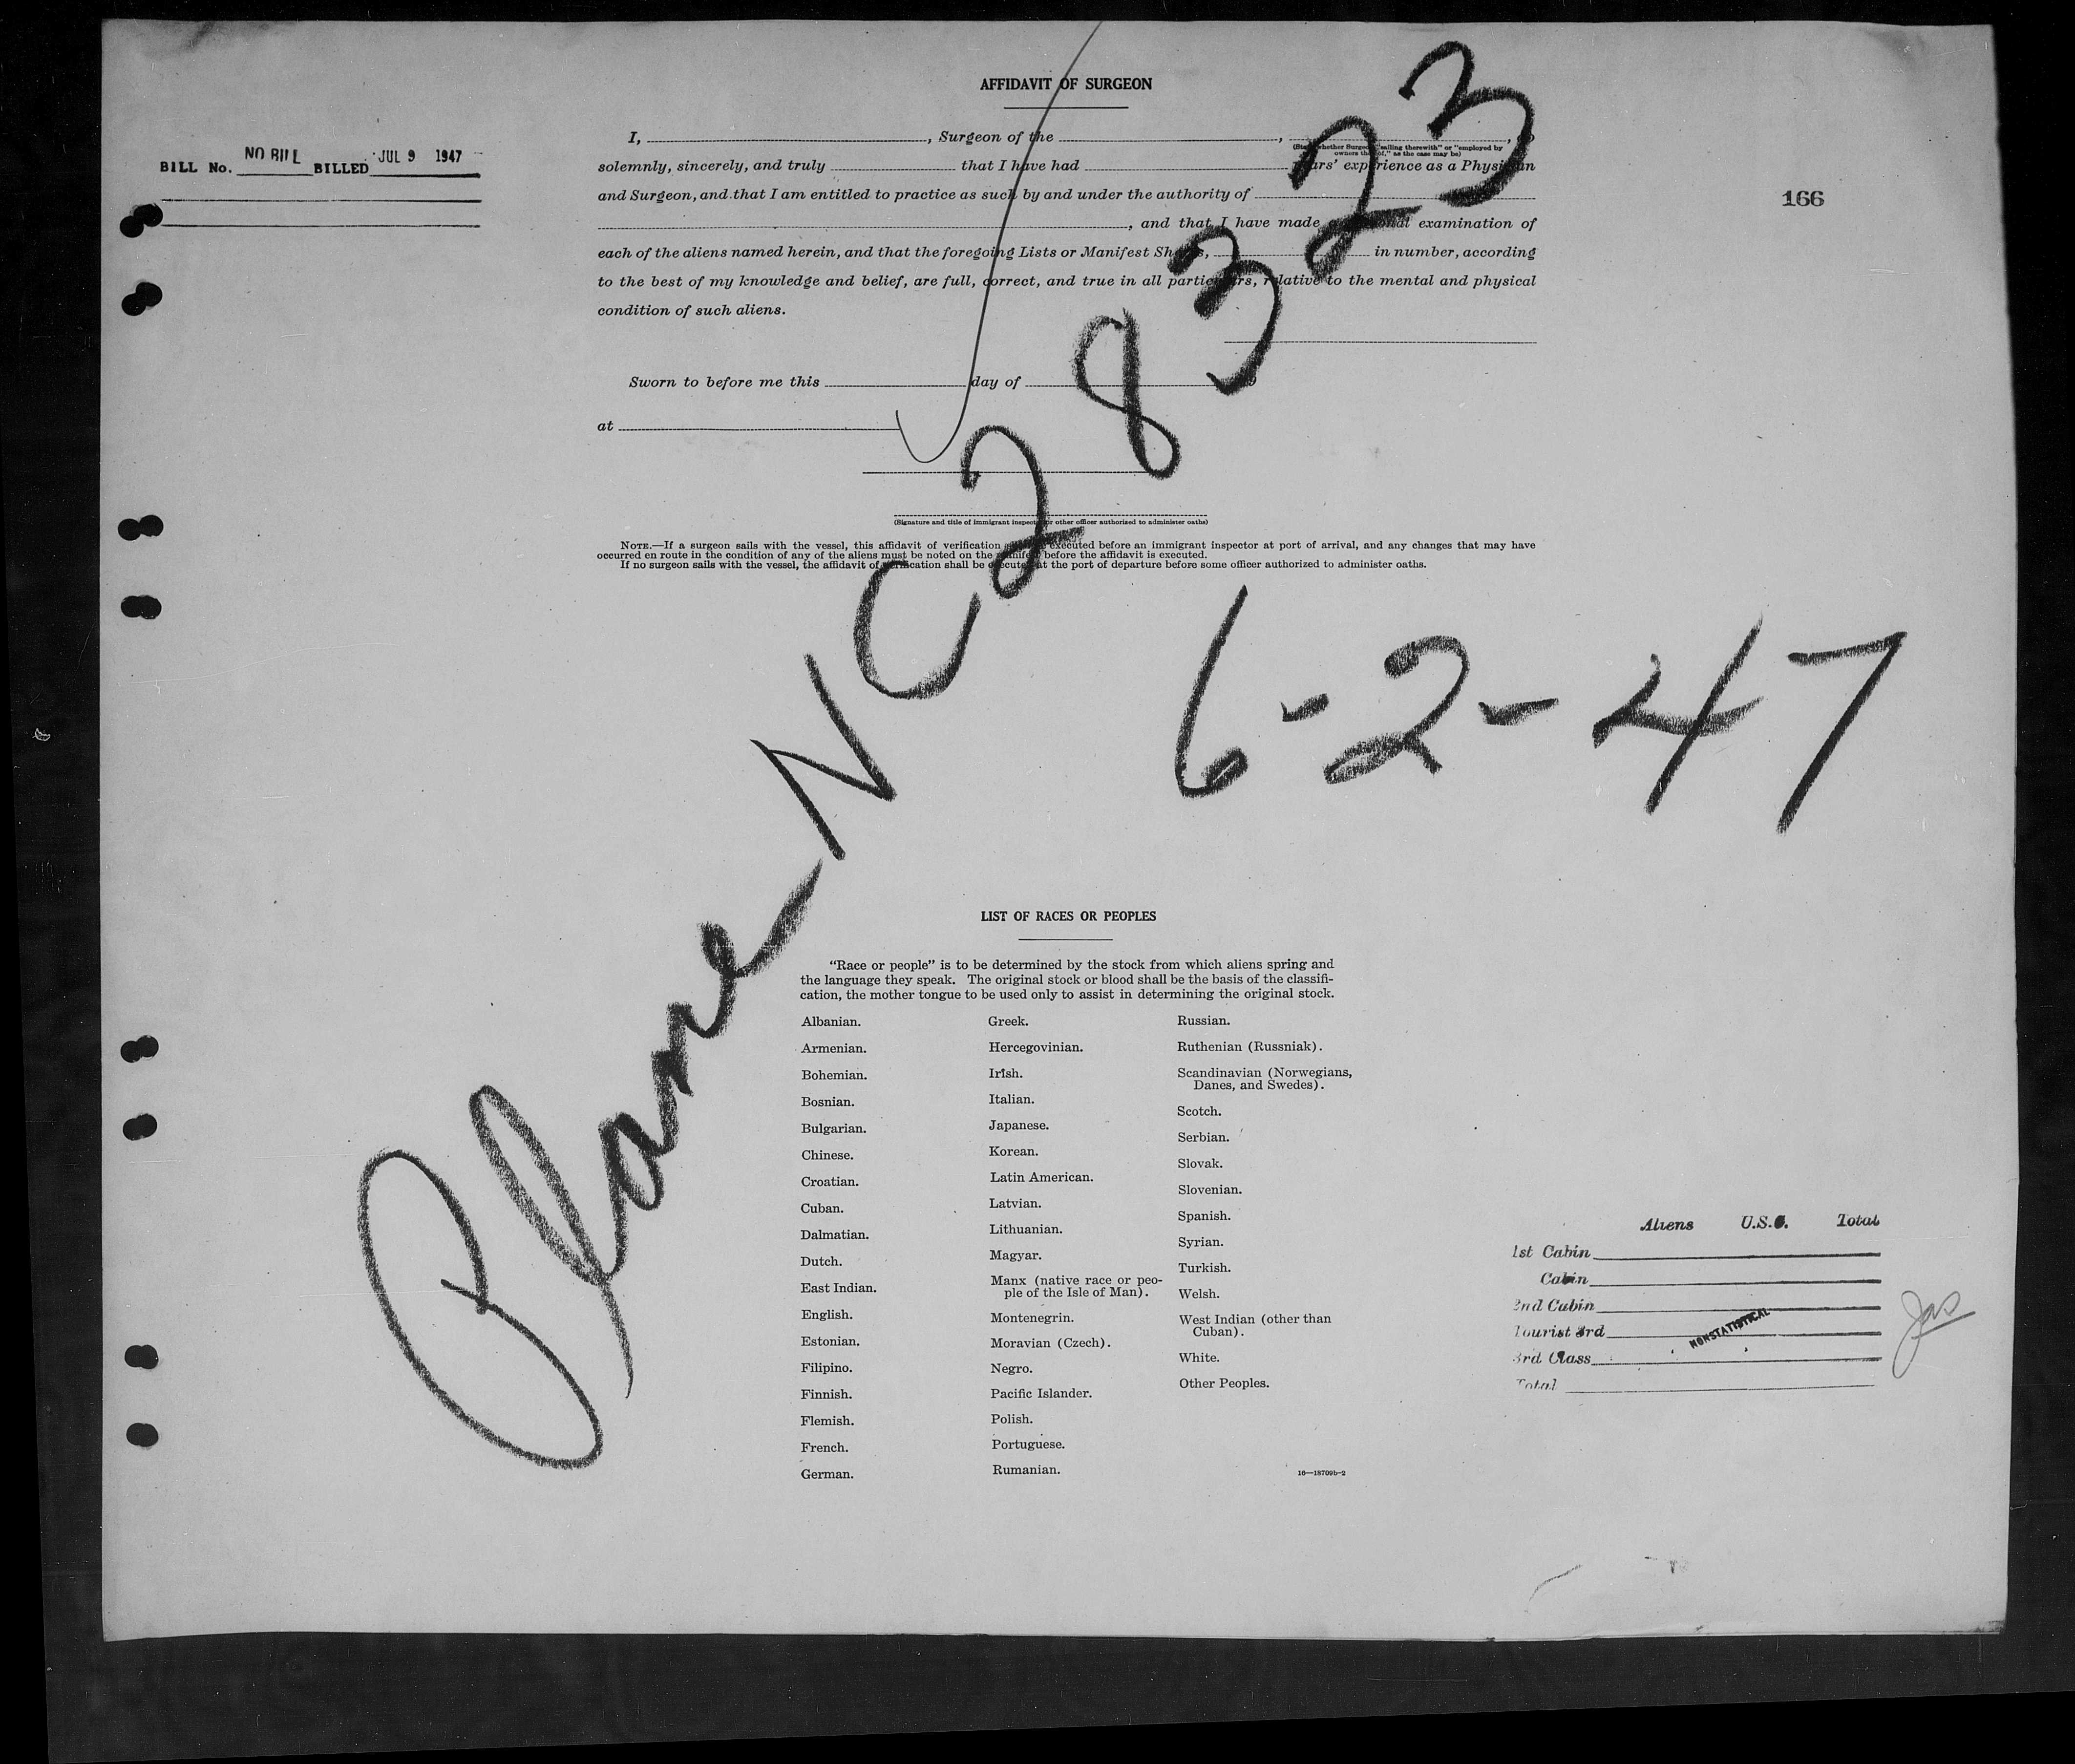 AFFIDAVIT OF SURGEON
BILL No. NO BILL BILLED JUL 9 1947
166
I, , Surgeon of the , , do
(State whether Surgeon "sailing therewith" or "employed by
owners thereof," as the case may be)
solemnly, sincerely, and truly that I have had years' experience as a Physician
and Surgeon, and that I am entitled to practice as such by and under the authority of
, and that I have made a personal examination of
each of the aliens named herein, and that the foregoing Lists or Manifest Sheets, in number, according
to the best of my knowledge and belief, are full, correct, and true in all particulars, relative to the mental and physical
condition of such aliens.
Sworn to before me this day of
at
(Signature and title of immigrant inspector or other officer authorized to administer oaths)
NOTE.—If a surgeon sails with the vessel, this affidavit of verification executed before an immigrant inspector at port of arrival, and any changes that may have
occurred en route in the condition of any of the aliens must be noted on the manifest before the affidavit is executed.
If no surgeon sails with the vessel, the affidavit of verification shall be executed at the port of departure before some officer authorized to administer oaths.
Plane NC 28323
6-2-47
LIST OF RACES OR PEOPLES
"Race or people" is to be determined by the stock from which aliens spring and
the language they speak. The original stock or blood shall be the basis of the classifi-
cation, the mother tongue to be used only to assist in determining the original stock.
Albanian.
Armenian.
Bohemian.
Bosnian.
Bulgarian.
Chinese.
Croatian.
Cuban.
Dalmatian.
Dutch.
East Indian.
English.
Estonian.
Filipino.
Finnish.
Flemish.
French.
German.
Greek.
Hercegovinian.
Irish.
Italian.
Japanese.
Korean.
Latin American.
Latvian.
Lithuanian.
Magyar.
Manx (native race or peo-
ple of the Isle of Man).
Montenegrin.
Moravian (Czech).
Negro.
Pacific Islander.
Polish.
Portuguese.
Rumanian.
Russian.
Ruthenian (Russniak).
Scandinavian (Norwegians,
Danes, and Swedes).
Scotch.
Serbian.
Slovak.
Slovenian.
Spanish.
Syrian.
Turkish.
Welsh.
West Indian (other than
Cuban).
White.
Other Peoples.
16—18709b-2
Aliens U.S.C. Total
1st Cabin
Cabin
2nd Cabin
Tourist 3rd
3rd Class
Total
NONSTATISTICAL